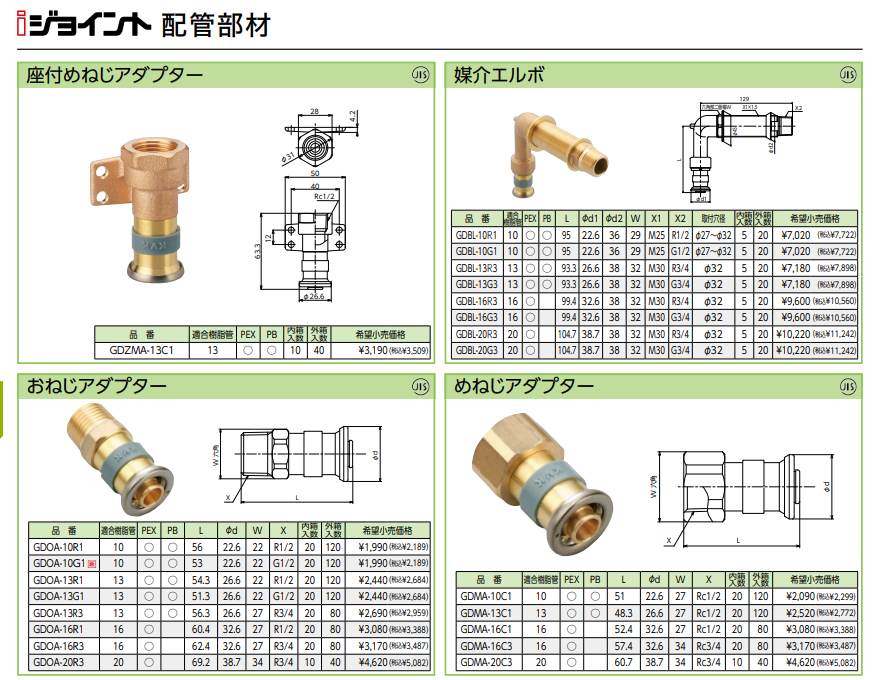 iジョイント 配管部材
座付めねじアダプター JIS
28
4.2
φ31
50
40
Rc1/2
12
63.3
φ26.6
品 番 適合樹脂管 PEX PB 内箱入数 外箱入数 希望小売価格
GDZMA-13C1 13 ○ ○ 10 40 ¥3,190(税込¥3,509)
媒介エルボ JIS
129
六角幅二面幅W X1×1.5 X2
φ33
φd2
L
φd1
品 番 適合樹脂管 PEX PB L φd1 φd2 W X1 X2 取付穴径 内箱入数 外箱入数 希望小売価格
GDBL-10R1 10 ○ ○ 95 22.6 36 29 M25 R1/2 φ27～φ32 5 20 ¥7,020 (税込¥7,722)
GDBL-10G1 10 ○ ○ 95 22.6 36 29 M25 G1/2 φ27～φ32 5 20 ¥7,020 (税込¥7,722)
GDBL-13R3 13 ○ ○ 93.3 26.6 38 32 M30 R3/4 φ32 5 20 ¥7,180 (税込¥7,898)
GDBL-13G3 13 ○ ○ 93.3 26.6 38 32 M30 G3/4 φ32 5 20 ¥7,180 (税込¥7,898)
GDBL-16R3 16 ○ 99.4 32.6 38 32 M30 R3/4 φ32 5 20 ¥9,600 (税込¥10,560)
GDBL-16G3 16 ○ 99.4 32.6 38 32 M30 G3/4 φ32 5 20 ¥9,600 (税込¥10,560)
GDBL-20R3 20 ○ 104.7 38.7 38 32 M30 R3/4 φ32 5 20 ¥10,220 (税込¥11,242)
GDBL-20G3 20 ○ 104.7 38.7 38 32 M30 G3/4 φ32 5 20 ¥10,220 (税込¥11,242)
おねじアダプター JIS
W 六角
φd
X
L
品 番 適合樹脂管 PEX PB L φd W X 内箱入数 外箱入数 希望小売価格
GDOA-10R1 10 ○ ○ 56 22.6 22 R1/2 20 120 ¥1,990(税込¥2,189)
GDOA-10G1 10 ○ ○ 53 22.6 22 G1/2 20 120 ¥1,990(税込¥2,189)
GDOA-13R1 13 ○ ○ 54.3 26.6 22 R1/2 20 120 ¥2,440(税込¥2,684)
GDOA-13G1 13 ○ ○ 51.3 26.6 22 G1/2 20 120 ¥2,440(税込¥2,684)
GDOA-13R3 13 ○ ○ 56.3 26.6 27 R3/4 20 80 ¥2,690(税込¥2,959)
GDOA-16R1 16 ○ 60.4 32.6 27 R1/2 20 80 ¥3,080(税込¥3,388)
GDOA-16R3 16 ○ 62.4 32.6 27 R3/4 20 80 ¥3,170(税込¥3,487)
GDOA-20R3 20 ○ 69.2 38.7 34 R3/4 10 40 ¥4,620(税込¥5,082)
めねじアダプター JIS
W 六角
φd
X
L
品 番 適合樹脂管 PEX PB L φd W X 内箱入数 外箱入数 希望小売価格
GDMA-10C1 10 ○ ○ 51 22.6 27 Rc1/2 20 120 ¥2,090(税込¥2,299)
GDMA-13C1 13 ○ ○ 48.3 26.6 27 Rc1/2 20 120 ¥2,520(税込¥2,772)
GDMA-16C1 16 ○ 52.4 32.6 27 Rc1/2 20 80 ¥3,080(税込¥3,388)
GDMA-16C3 16 ○ 57.4 32.6 34 Rc3/4 20 80 ¥3,170(税込¥3,487)
GDMA-20C3 20 ○ 60.7 38.7 34 Rc3/4 10 40 ¥4,620(税込¥5,082)